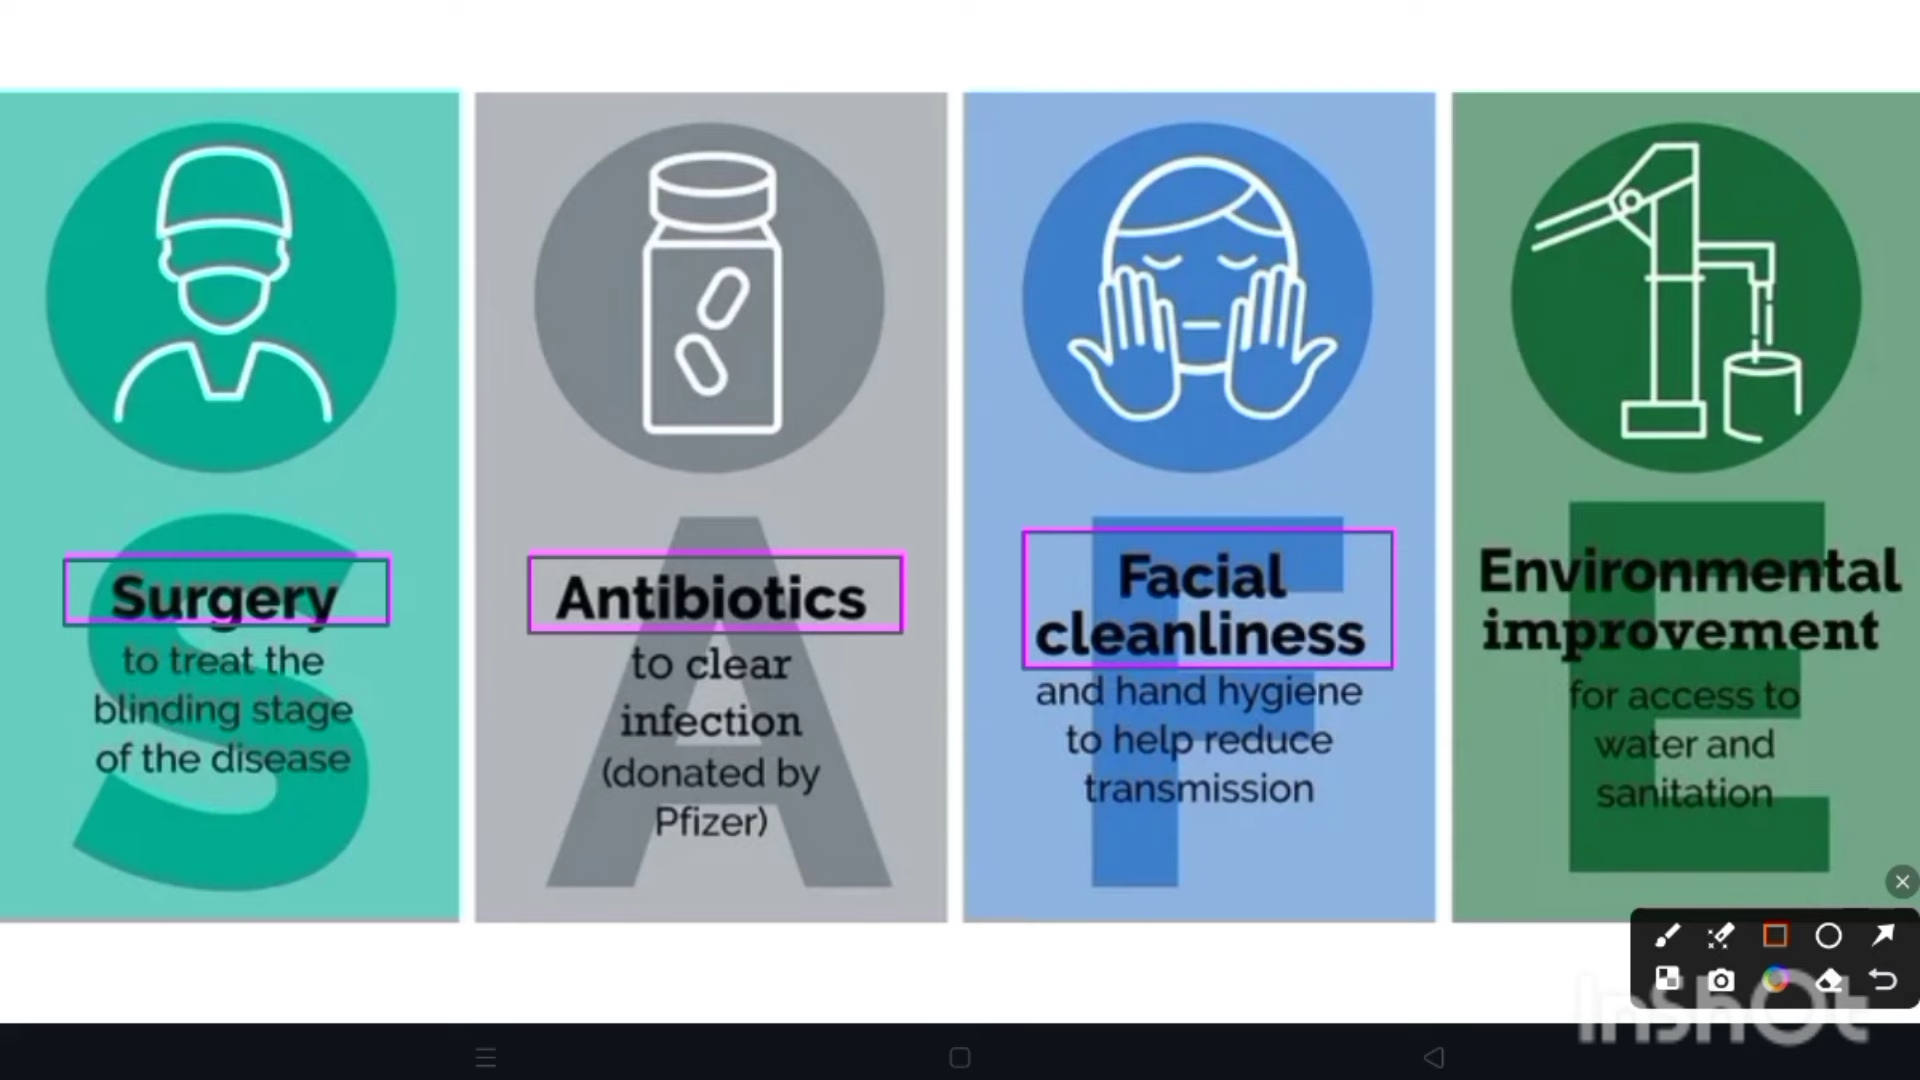 S
Surgery
to treat the
blinding stage
of the disease
A
Antibiotics
to clear
infection
(donated by
Pfizer)
F
Facial
cleanliness
and hand hygiene
to help reduce
transmission
E
Environmental
improvement
for access to
water and
sanitation
InShOt